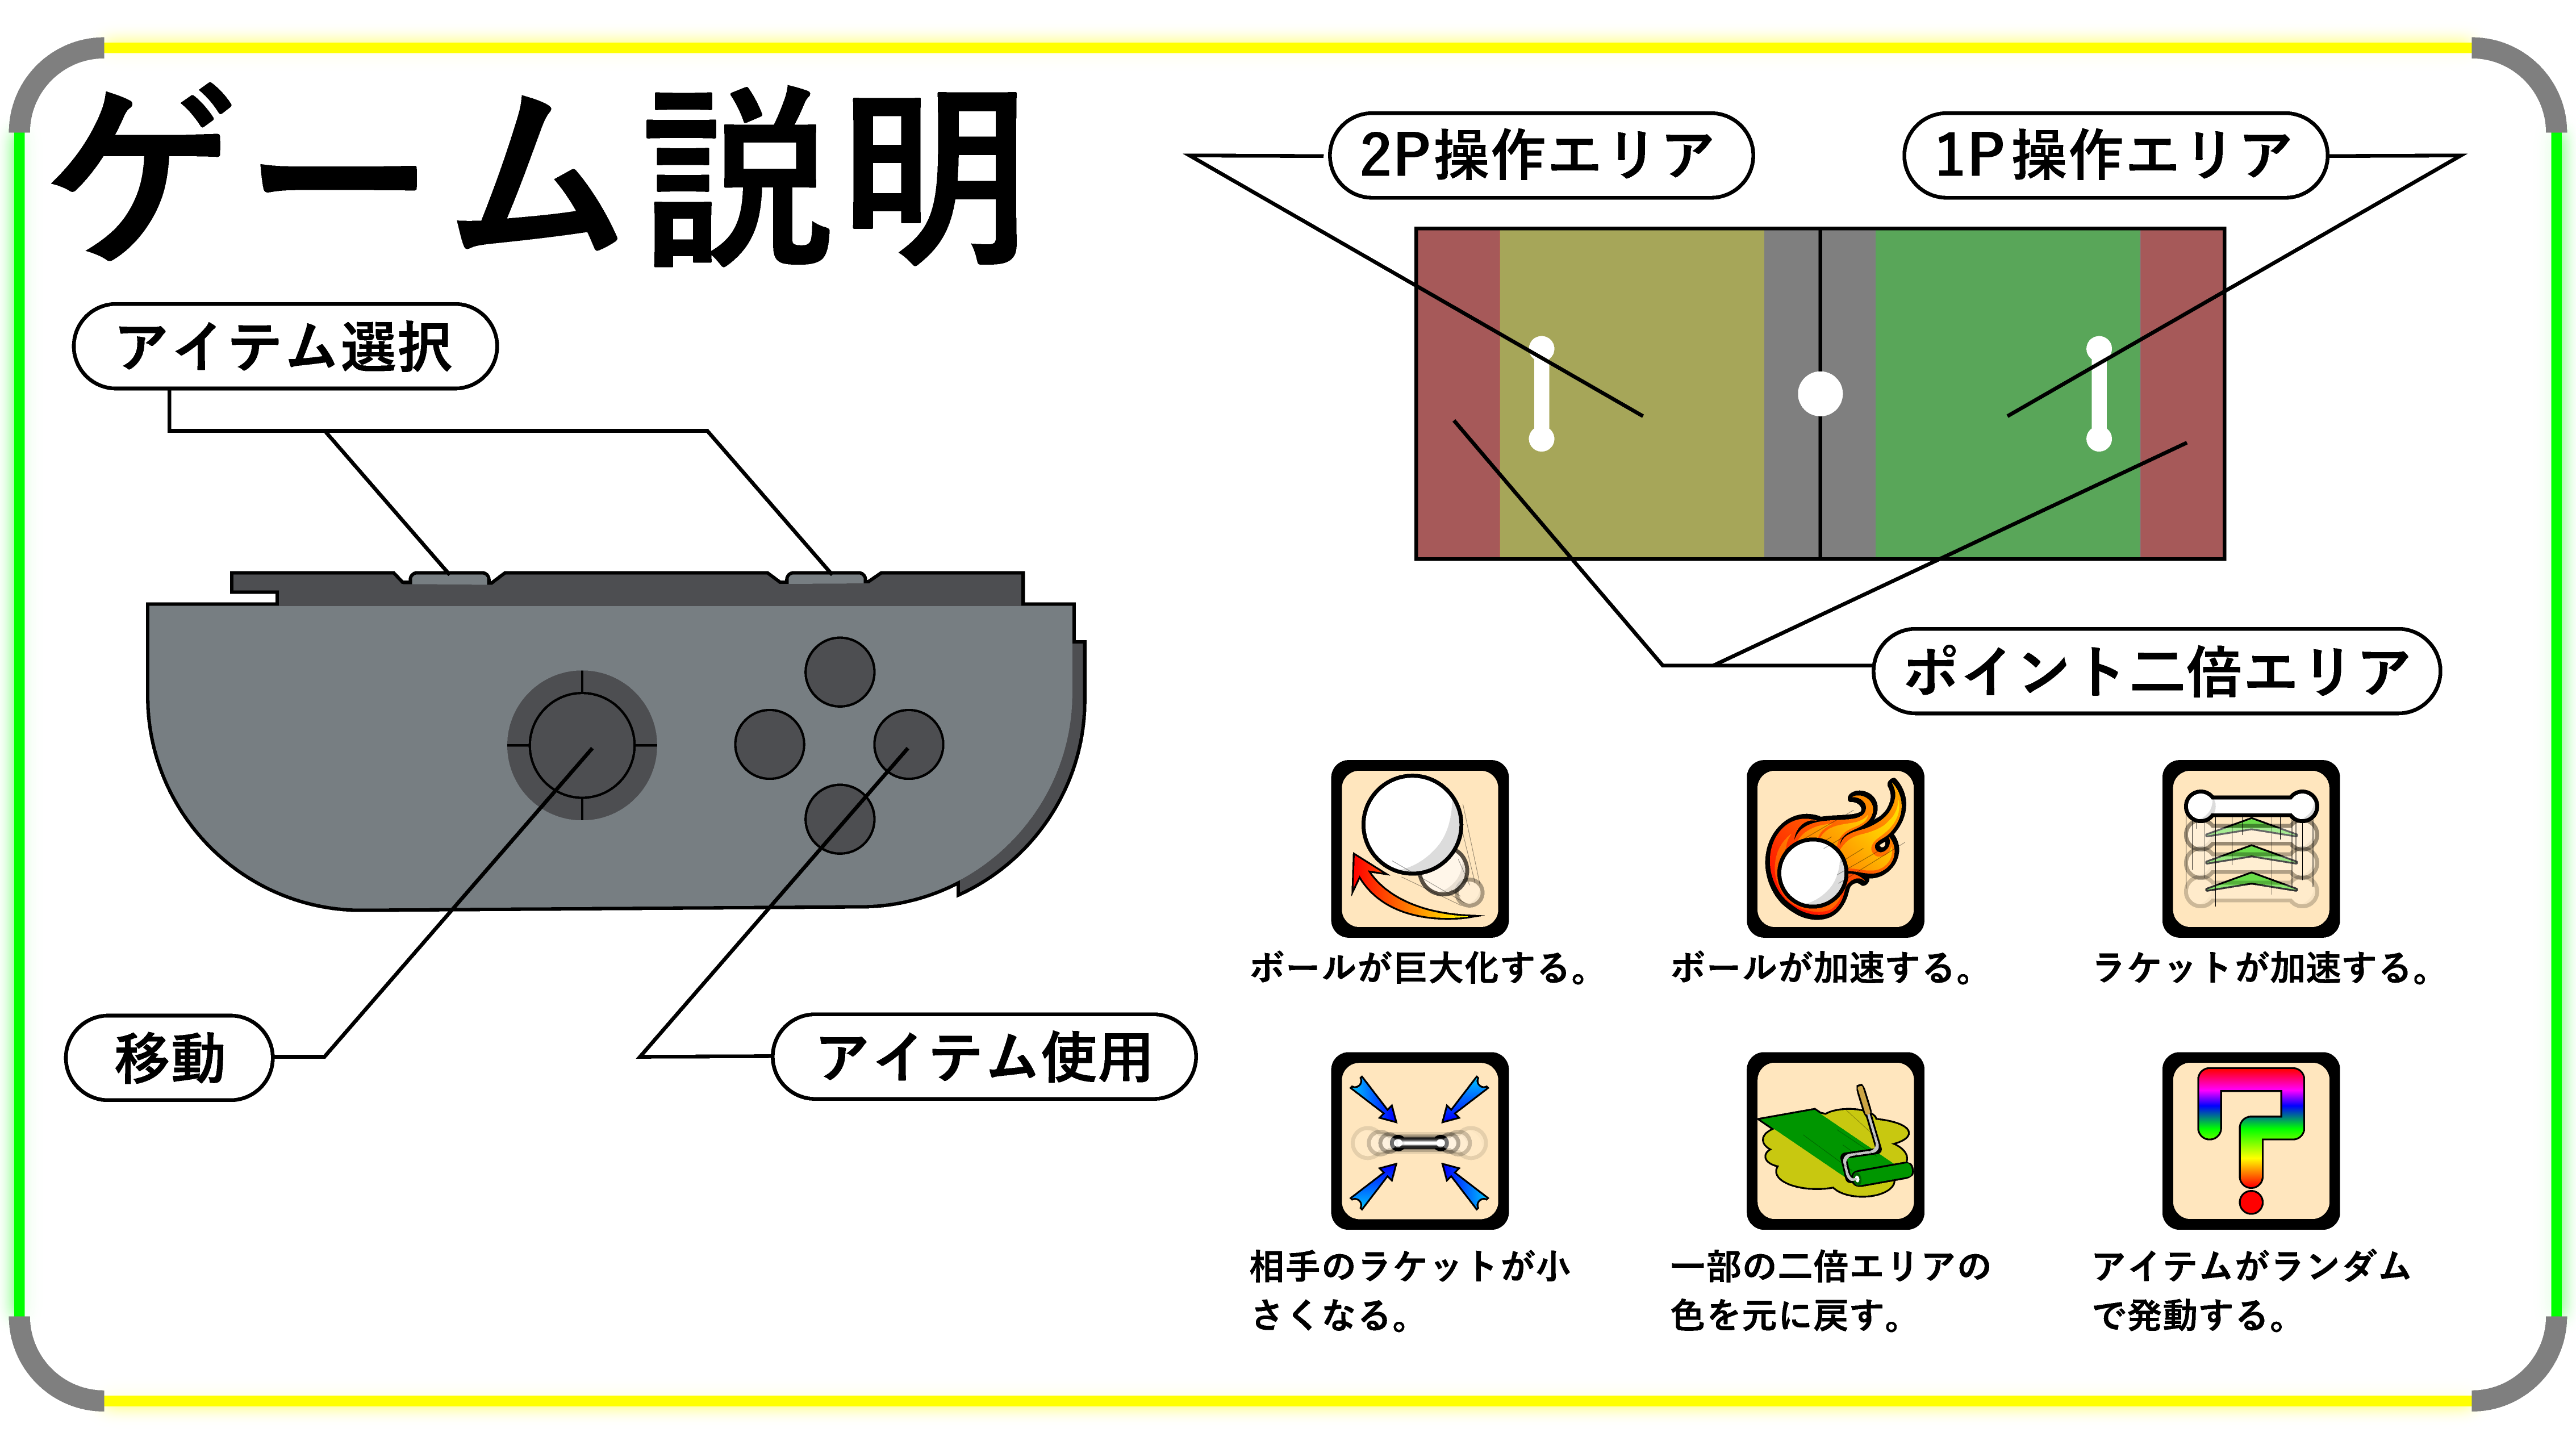 ゲーム説明
アイテム選択
移動
アイテム使用
2P操作エリア
1P操作エリア
ポイント二倍エリア
ボールが巨大化する。
ボールが加速する。
ラケットが加速する。
相手のラケットが小
さくなる。
一部の二倍エリアの
色を元に戻す。
アイテムがランダム
で発動する。